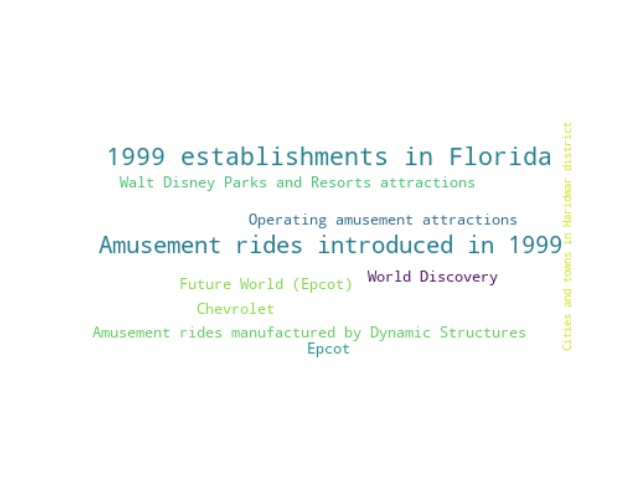 1999 establishments in Florida
Walt Disney Parks and Resorts attractions
Operating amusement attractions
Amusement rides introduced in 1999
World Discovery
Future World (Epcot)
Chevrolet
Amusement rides manufactured by Dynamic Structures
Epcot
Cities and towns in Haridwar district